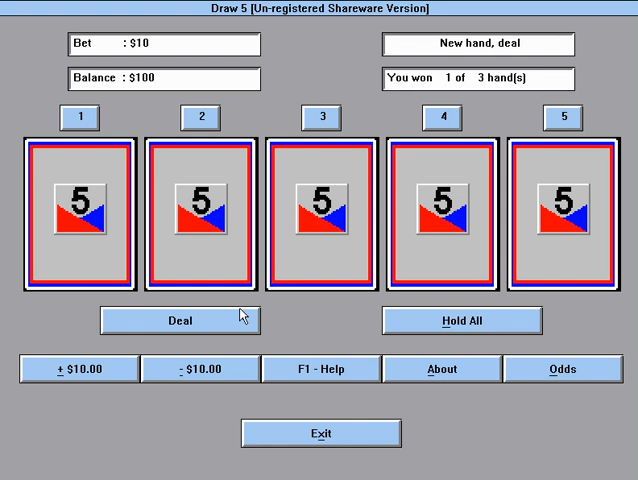 Draw 5 [Un-registered Shareware Version]
Bet : $10
New hand, deal
Balance : $100
You won 1 of 3 hand(s)
1 2 3 4 5
5 5 5 5 5
Deal
Hold All
+ $10.00
- $10.00
F1 - Help
About
Odds
Exit